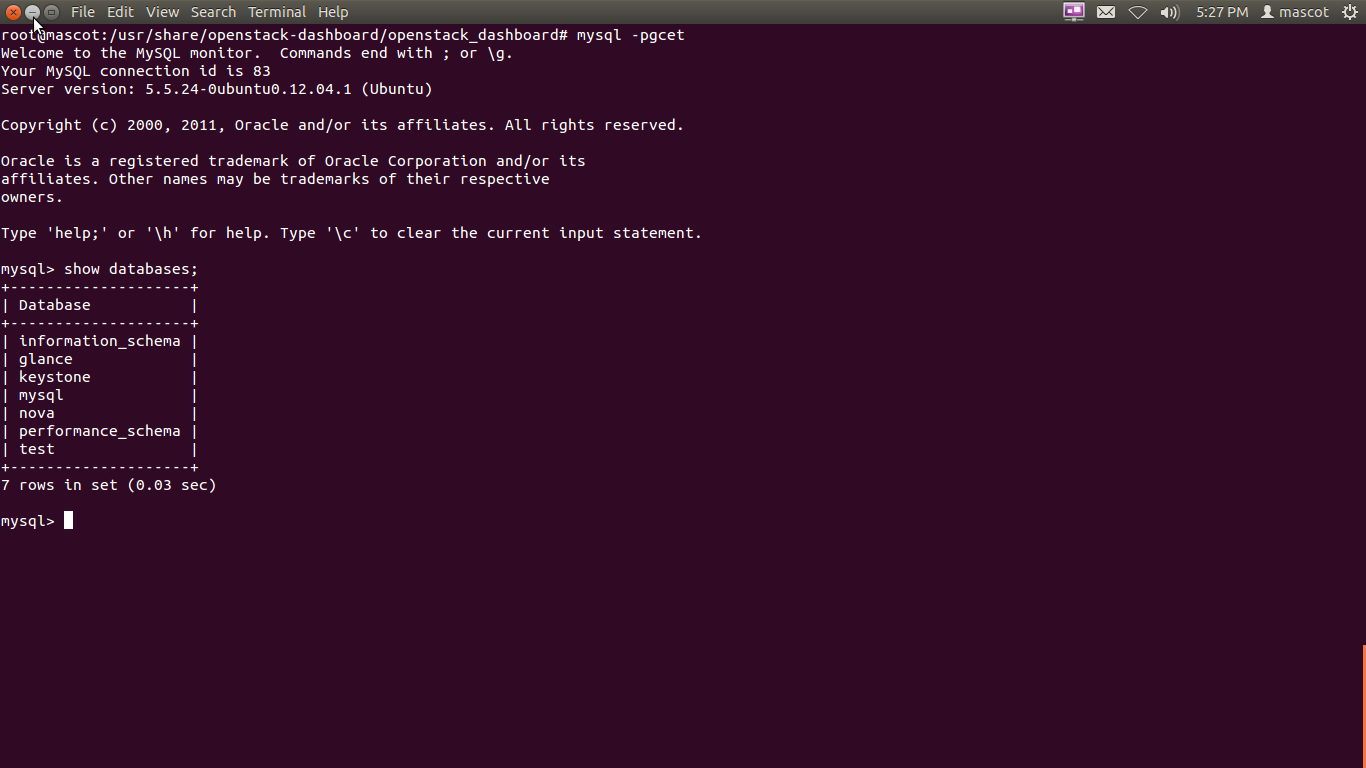 File Edit View Search Terminal Help 5:27 PM mascot
root@mascot:/usr/share/openstack-dashboard/openstack_dashboard# mysql -pgcet
Welcome to the MySQL monitor.  Commands end with ; or \g.
Your MySQL connection id is 83
Server version: 5.5.24-0ubuntu0.12.04.1 (Ubuntu)

Copyright (c) 2000, 2011, Oracle and/or its affiliates. All rights reserved.

Oracle is a registered trademark of Oracle Corporation and/or its
affiliates. Other names may be trademarks of their respective
owners.

Type 'help;' or '\h' for help. Type '\c' to clear the current input statement.

mysql> show databases;
+--------------------+
| Database           |
+--------------------+
| information_schema |
| glance             |
| keystone           |
| mysql              |
| nova               |
| performance_schema |
| test               |
+--------------------+
7 rows in set (0.03 sec)

mysql>